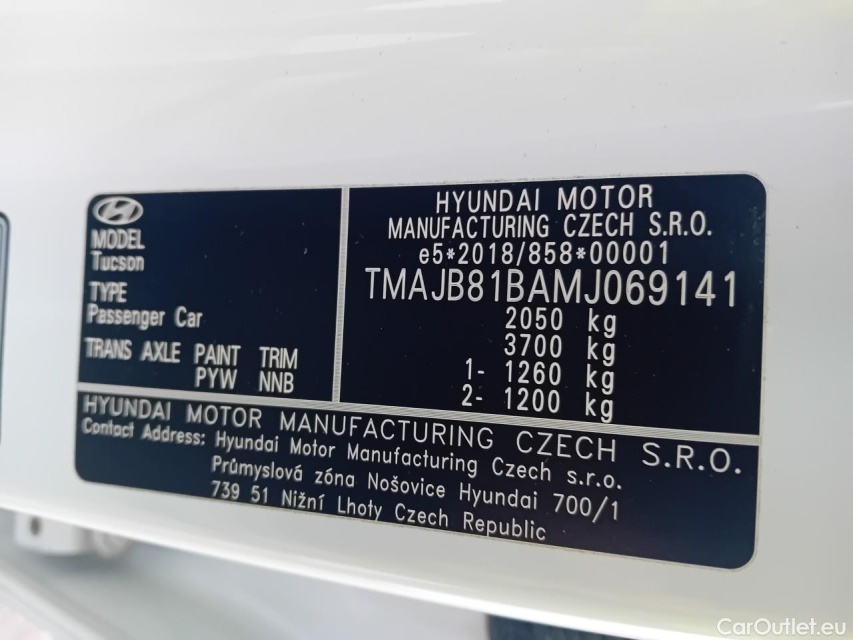 MODEL
Tucson
TYPE
Passenger Car
TRANS AXLE PAINT TRIM
PYW NNB
HYUNDAI MOTOR
MANUFACTURING CZECH S.R.O.
e5*2018/858*00001
TMAJB81BAMJ069141
2050 kg
3700 kg
1- 1260 kg
2- 1200 kg
HYUNDAI MOTOR MANUFACTURING CZECH S.R.O.
Contact Address: Hyundai Motor Manufacturing Czech s.r.o.
Průmyslová zóna Nošovice Hyundai 700/1
739 51 Nižní Lhoty Czech Republic
CarOutlet.eu